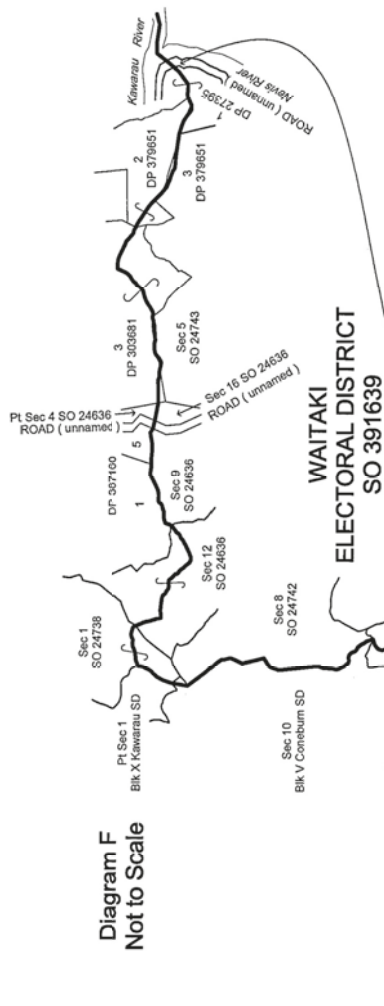 Diagram F
Not to Scale
Pt Sec 1
Blk X Kawarau SD
Sec 1
SO 24738
Sec 10
Blk V Coneburn SD
Sec 8
SO 24742
Sec 12
SO 24636
Sec 9
SO 24636
1
DP 387100
5
Pt Sec 4 SO 24636
ROAD ( unnamed )
Sec 16 SO 24636
ROAD ( unnamed )
3
DP 303681
Sec 5
SO 24743
2
DP 379651
3
DP 379651
1
DP 27395
ROAD ( unnamed )
Nevis River
Kawarau River
WAITAKI
ELECTORAL DISTRICT
SO 391639